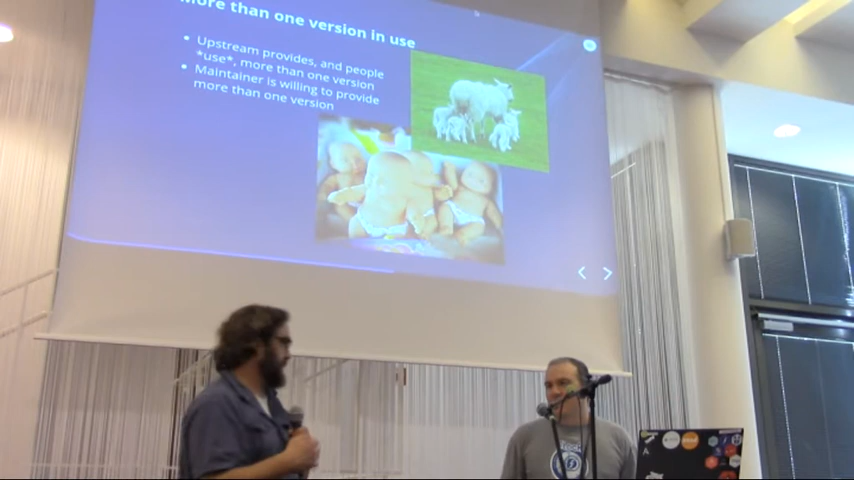 More than one version in use
Upstream provides, and people
*use*, more than one version
Maintainer is willing to provide
more than one version